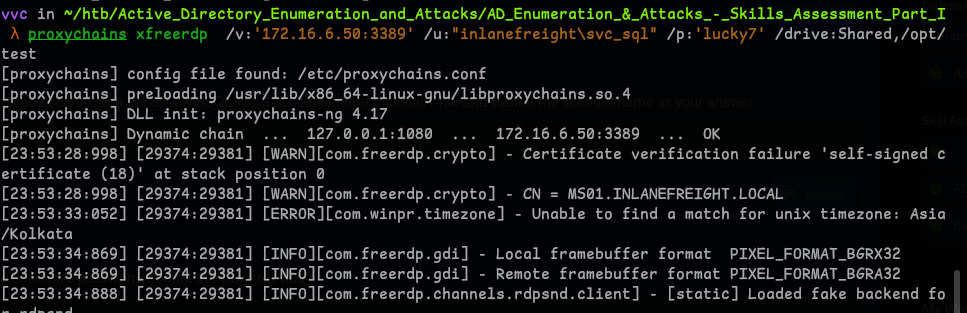 vvc in ~/htb/Active_Directory_Enumeration_and_Attacks/AD_Enumeration_&_Attacks_-_Skills_Assessment_Part_I
λ proxychains xfreerdp  /v:'172.16.6.50:3389' /u:"inlanefreight\svc_sql" /p:'lucky7' /drive:Shared,/opt/
test
[proxychains] config file found: /etc/proxychains.conf
[proxychains] preloading /usr/lib/x86_64-linux-gnu/libproxychains.so.4
[proxychains] DLL init: proxychains-ng 4.17
[proxychains] Dynamic chain  ...  127.0.0.1:1080  ...  172.16.6.50:3389  ...  OK
[23:53:28:998] [29374:29381] [WARN][com.freerdp.crypto] - Certificate verification failure 'self-signed c
ertificate (18)' at stack position 0
[23:53:28:998] [29374:29381] [WARN][com.freerdp.crypto] - CN = MS01.INLANEFREIGHT.LOCAL
[23:53:33:052] [29374:29381] [ERROR][com.winpr.timezone] - Unable to find a match for unix timezone: Asia
/Kolkata
[23:53:34:869] [29374:29381] [INFO][com.freerdp.gdi] - Local framebuffer format  PIXEL_FORMAT_BGRX32
[23:53:34:869] [29374:29381] [INFO][com.freerdp.gdi] - Remote framebuffer format PIXEL_FORMAT_BGRA32
[23:53:34:888] [29374:29381] [INFO][com.freerdp.channels.rdpsnd.client] - [static] Loaded fake backend fo
r rdpsnd